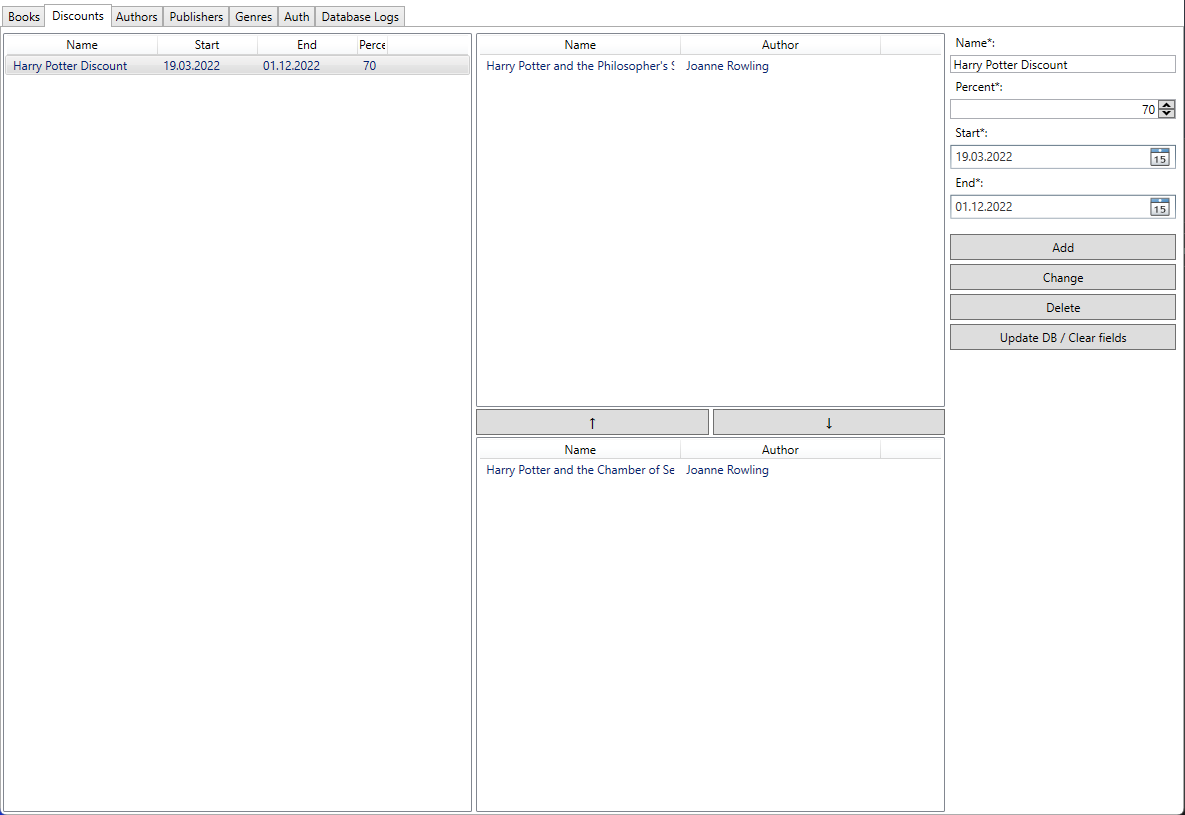 Books Discounts Authors Publishers Genres Auth Database Logs
Name Start End Perce
Harry Potter Discount 19.03.2022 01.12.2022 70
Name Author
Harry Potter and the Philosopher's S Joanne Rowling
↑ ↓
Name Author
Harry Potter and the Chamber of Se Joanne Rowling
Name*:
Harry Potter Discount
Percent*:
70
Start*:
19.03.2022 15
End*:
01.12.2022 15
Add
Change
Delete
Update DB / Clear fields